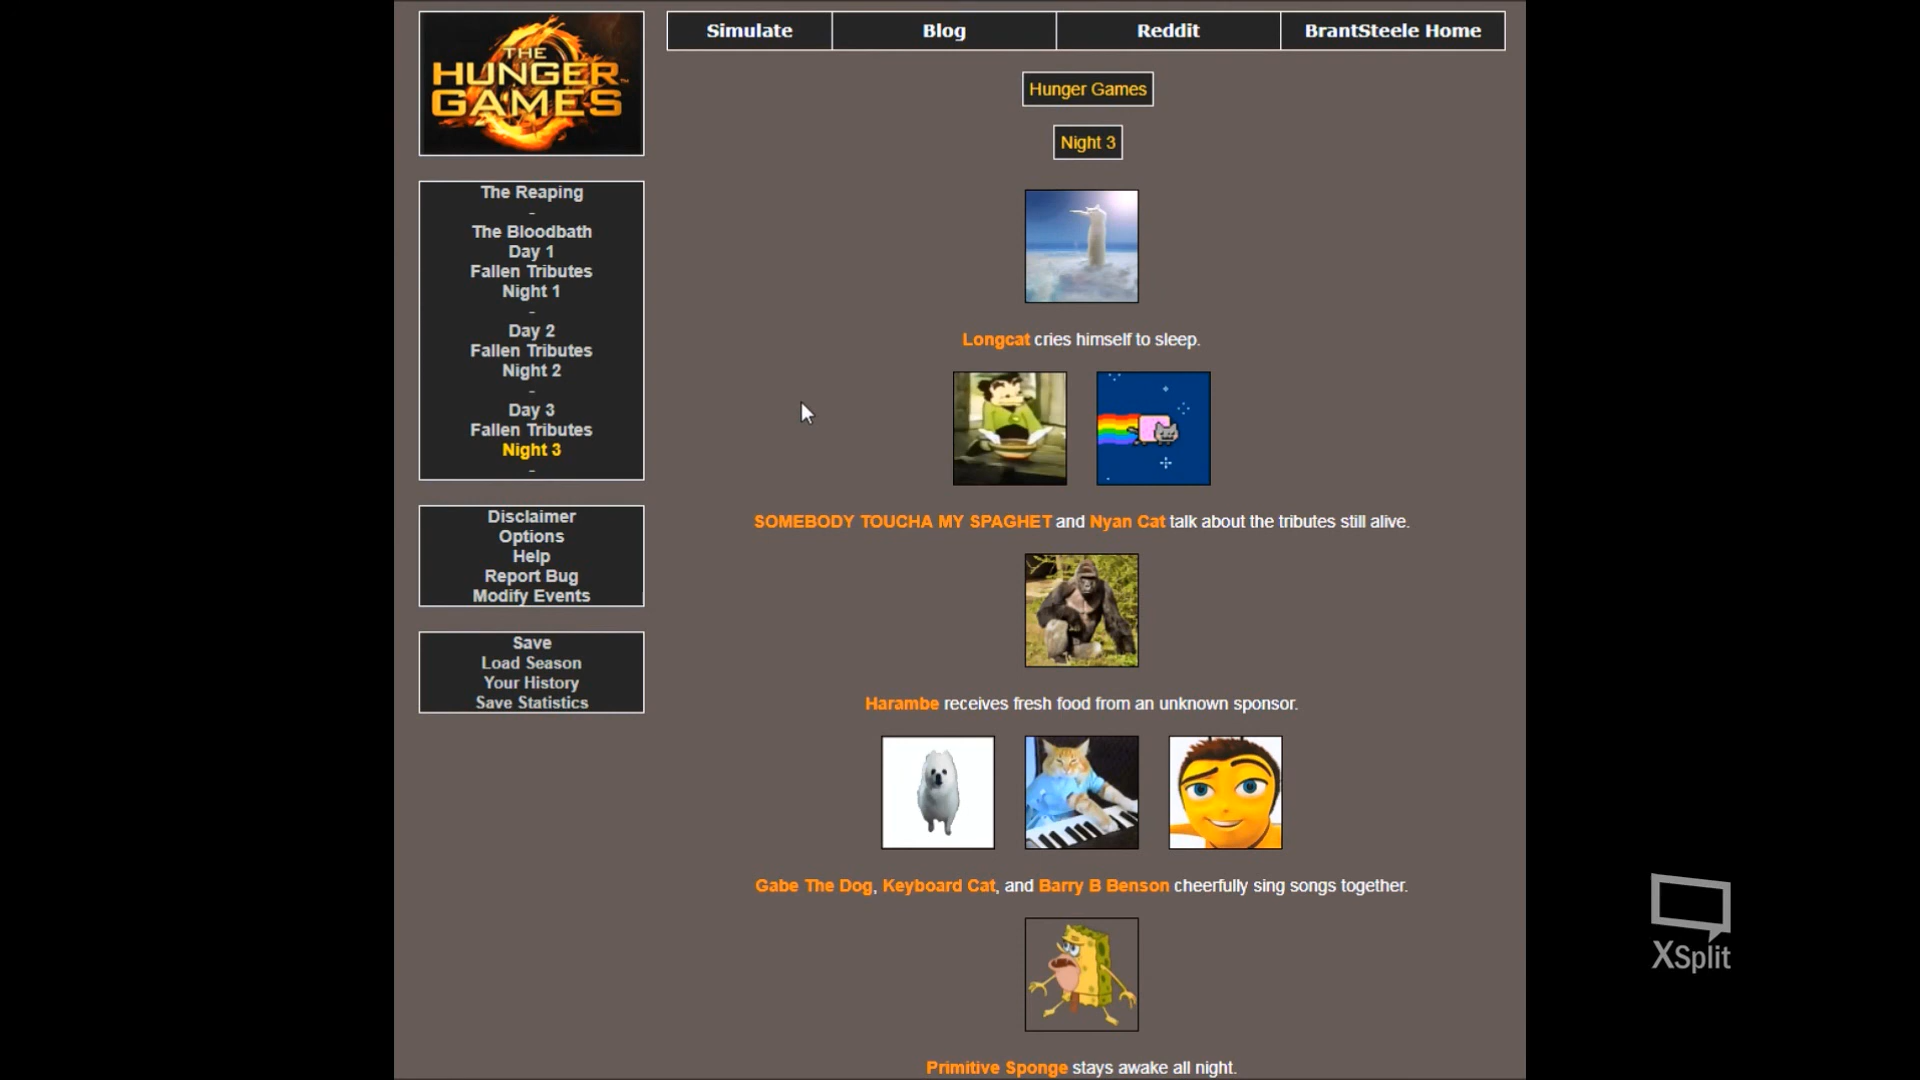 THE
HUNGER
GAMES
Simulate
Blog
Reddit
BrantSteele Home
Hunger Games
Night 3
The Reaping
-
The Bloodbath
Day 1
Fallen Tributes
Night 1
-
Day 2
Fallen Tributes
Night 2
-
Day 3
Fallen Tributes
Night 3
-
Disclaimer
Options
Help
Report Bug
Modify Events
Save
Load Season
Your History
Save Statistics
Longcat cries himself to sleep.
SOMEBODY TOUCHA MY SPAGHET and Nyan Cat talk about the tributes still alive.
Harambe receives fresh food from an unknown sponsor.
Gabe The Dog, Keyboard Cat, and Barry B Benson cheerfully sing songs together.
Primitive Sponge stays awake all night.
XSplit